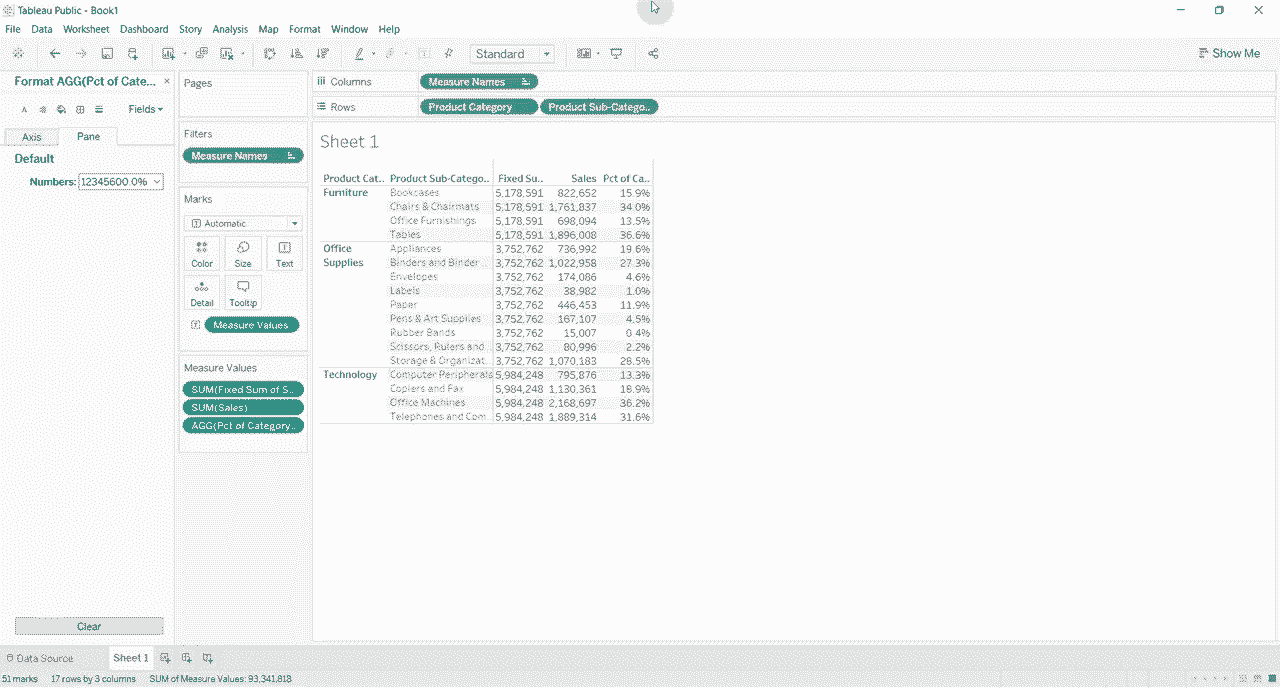 Tableau Public - Book1
File Data Worksheet Dashboard Story Analysis Map Format Window Help
Standard
Show Me
Format AGG(Pct of Cate...
Fields
Axis Pane
Default
Numbers: 12345600.0%
Clear
Pages
Filters
Measure Names
Marks
Automatic
Color Size Text
Detail Tooltip
Measure Values
Measure Values
SUM(Fixed Sum of S..
SUM(Sales)
AGG(Pct of Category..
Columns Measure Names
Rows Product Category Product Sub-Catego..
Sheet 1
Product Cat.. Product Sub-Catego.. Fixed Su.. Sales Pct of Ca..
Furniture Bookcases 5,178,591 822,652 15.9%
Chairs & Chairmats 5,178,591 1,761,837 34.0%
Office Furnishings 5,178,591 698,094 13.5%
Tables 5,178,591 1,896,008 36.6%
Office Appliances 3,752,762 736,992 19.6%
Supplies Binders and Binder .. 3,752,762 1,022,958 27.3%
Envelopes 3,752,762 174,086 4.6%
Labels 3,752,762 38,982 1.0%
Paper 3,752,762 446,453 11.9%
Pens & Art Supplies 3,752,762 167,107 4.5%
Rubber Bands 3,752,762 15,007 0.4%
Scissors, Rulers and.. 3,752,762 80,996 2.2%
Storage & Organizat.. 3,752,762 1,070,183 28.5%
Technology Computer Peripherals 5,984,248 795,876 13.3%
Copiers and Fax 5,984,248 1,130,361 18.9%
Office Machines 5,984,248 2,168,697 36.2%
Telephones and Com.. 5,984,248 1,889,314 31.6%
Data Source Sheet 1
51 marks 17 rows by 3 columns SUM of Measure Values: 93,341,818